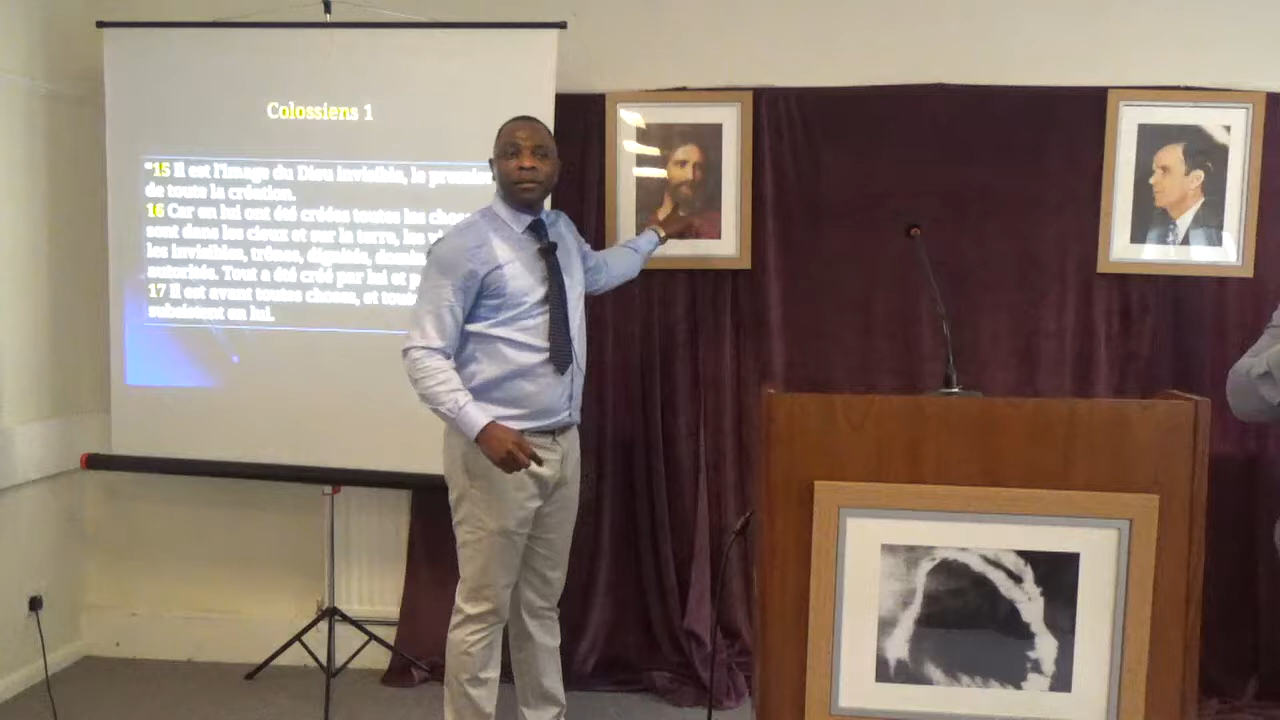 Colossiens 1
“15 Il est l'image du Dieu invisible, le premier
de toute la création.
16 Car en lui ont été créées toutes les
sont dans les cieux et sur la terre, les
les invisibles, trônes, dignités,
autorités. Tout a été créé par lui et
17 Il est avant toutes choses, et
subsistent en lui.